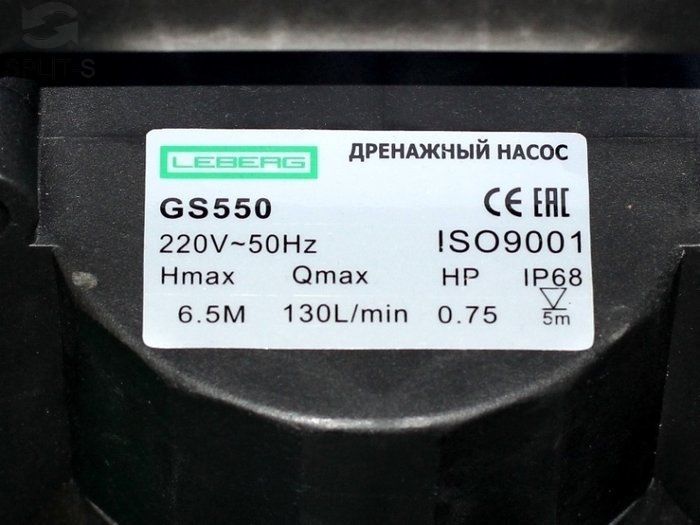 SPLIT S
LEBERG
ДРЕНАЖНЫЙ НАСОС
GS550
CE EAC
220V~50Hz
ISO9001
Hmax Qmax HP IP68
6.5M 130L/min 0.75 5m